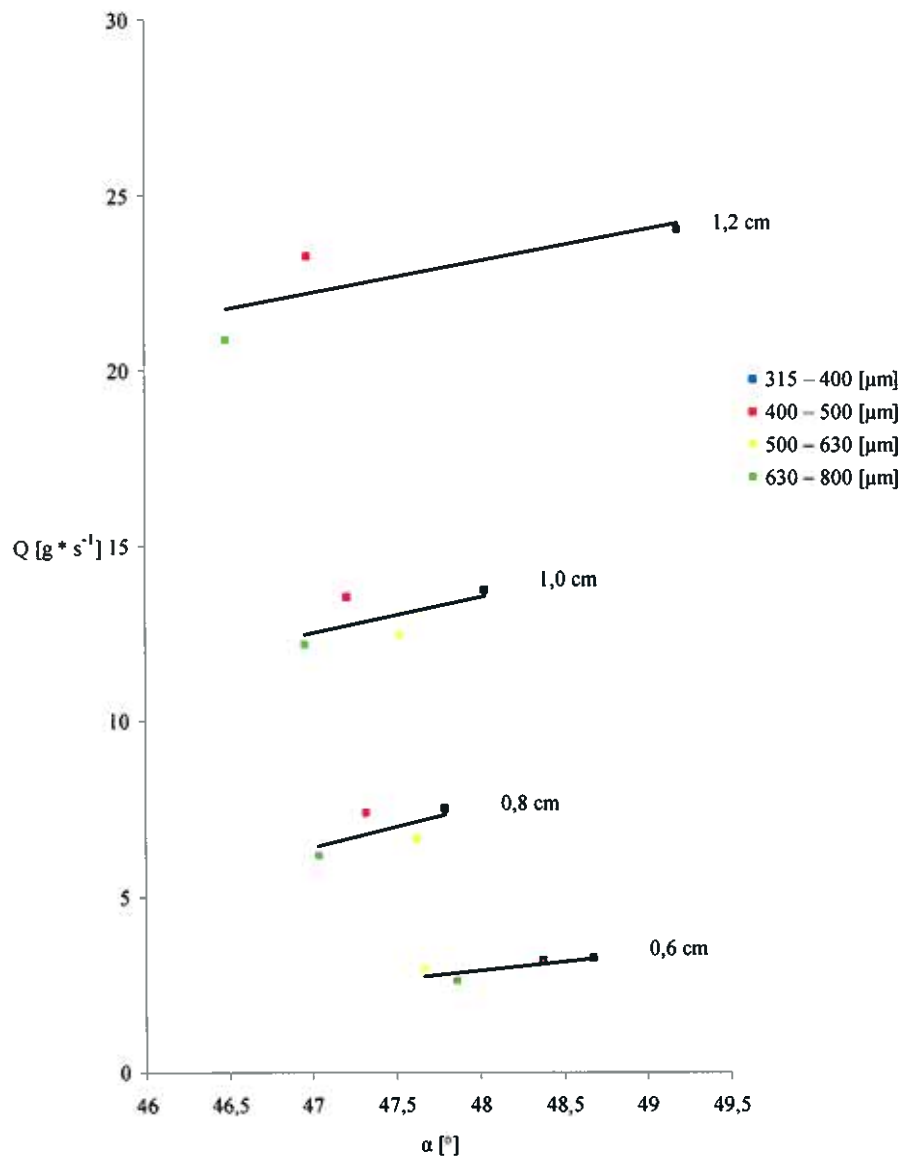 30
25
1,2 cm
20
315 – 400 [µm]
400 – 500 [µm]
500 – 630 [µm]
630 – 800 [µm]
Q [g * s⁻¹] 15
1,0 cm
10
0,8 cm
5
0,6 cm
0
46 46,5 47 47,5 48 48,5 49 49,5
α [°]